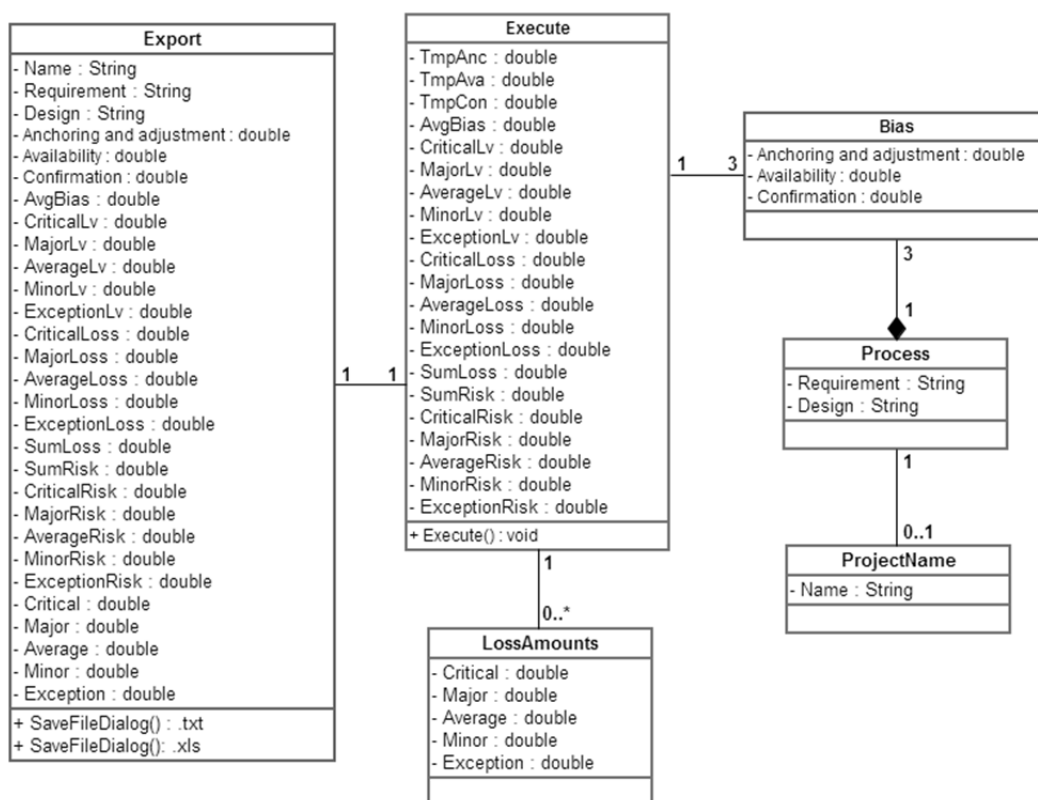 Export
- Name : String
- Requirement : String
- Design : String
- Anchoring and adjustment : double
- Availability : double
- Confirmation : double
- AvgBias : double
- CriticalLv : double
- MajorLv : double
- AverageLv : double
- MinorLv : double
- ExceptionLv : double
- CriticalLoss : double
- MajorLoss : double
- AverageLoss : double
- MinorLoss : double
- ExceptionLoss : double
- SumLoss : double
- SumRisk : double
- CriticalRisk : double
- MajorRisk : double
- AverageRisk : double
- MinorRisk : double
- ExceptionRisk : double
- Critical : double
- Major : double
- Average : double
- Minor : double
- Exception : double
+ SaveFileDialog() : .txt
+ SaveFileDialog(): .xls
1 1
Execute
- TmpAnc : double
- TmpAva : double
- TmpCon : double
- AvgBias : double
- CriticalLv : double
- MajorLv : double
- AverageLv : double
- MinorLv : double
- ExceptionLv : double
- CriticalLoss : double
- MajorLoss : double
- AverageLoss : double
- MinorLoss : double
- ExceptionLoss : double
- SumLoss : double
- SumRisk : double
- CriticalRisk : double
- MajorRisk : double
- AverageRisk : double
- MinorRisk : double
- ExceptionRisk : double
+ Execute() : void
1
0..*
LossAmounts
- Critical : double
- Major : double
- Average : double
- Minor : double
- Exception : double
1 3
Bias
- Anchoring and adjustment : double
- Availability : double
- Confirmation : double
3
1
Process
- Requirement : String
- Design : String
1
0..1
ProjectName
- Name : String